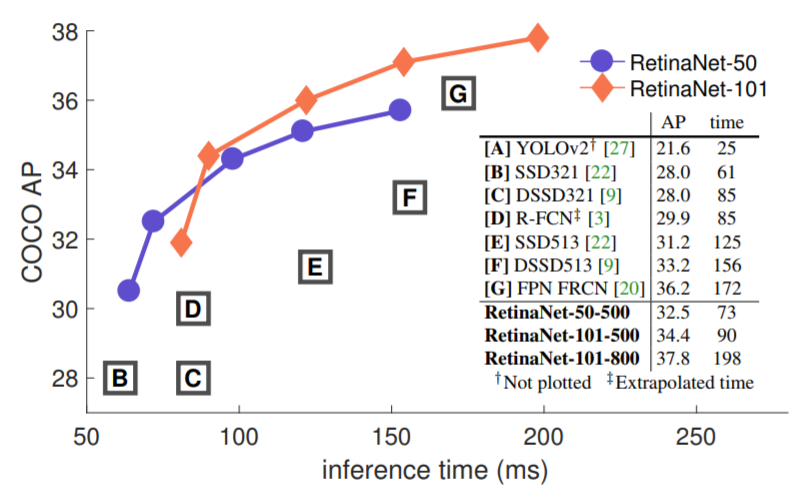 38
36
34
32
30
28
COCO AP
50
100
150
200
250
inference time (ms)
B
C
D
E
F
G
RetinaNet-50
RetinaNet-101
AP time
[A] YOLOv2† [27] 21.6 25
[B] SSD321 [22] 28.0 61
[C] DSSD321 [9] 28.0 85
[D] R-FCN‡ [3] 29.9 85
[E] SSD513 [22] 31.2 125
[F] DSSD513 [9] 33.2 156
[G] FPN FRCN [20] 36.2 172
RetinaNet-50-500 32.5 73
RetinaNet-101-500 34.4 90
RetinaNet-101-800 37.8 198
†Not plotted ‡Extrapolated time